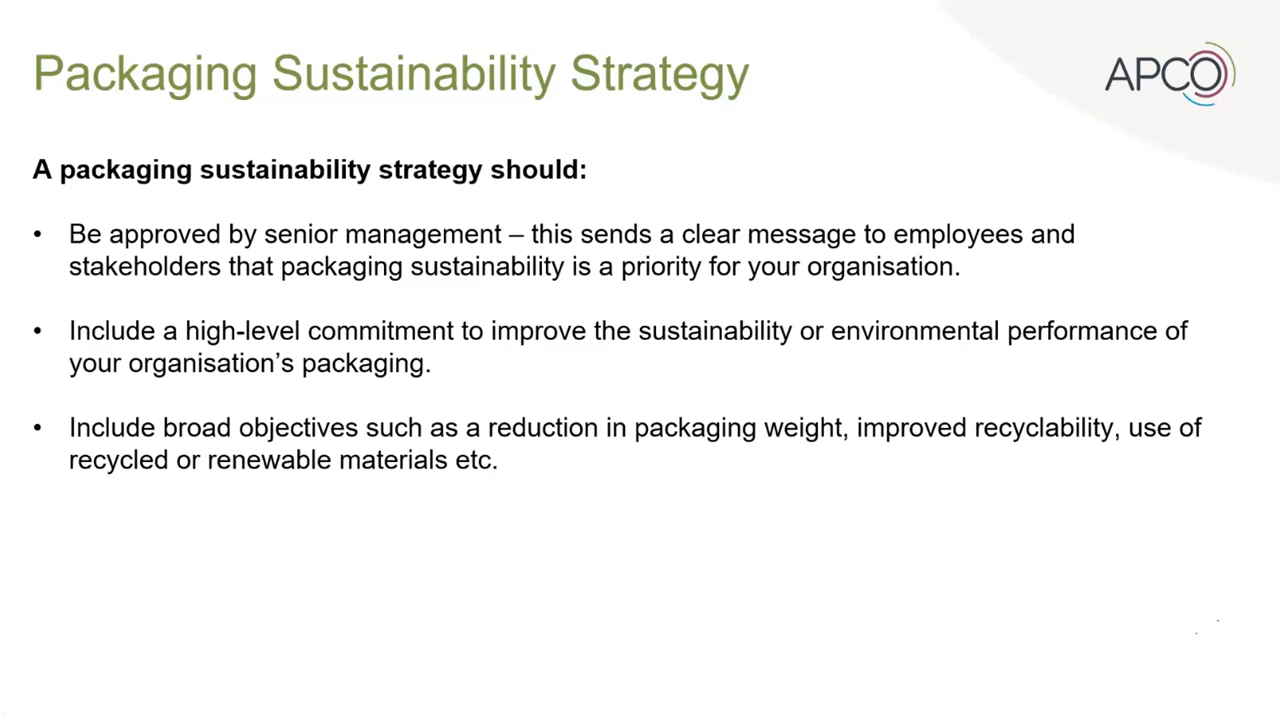 Packaging Sustainability Strategy
APCO
A packaging sustainability strategy should:
• Be approved by senior management – this sends a clear message to employees and
stakeholders that packaging sustainability is a priority for your organisation.
• Include a high-level commitment to improve the sustainability or environmental performance of
your organisation’s packaging.
• Include broad objectives such as a reduction in packaging weight, improved recyclability, use of
recycled or renewable materials etc.